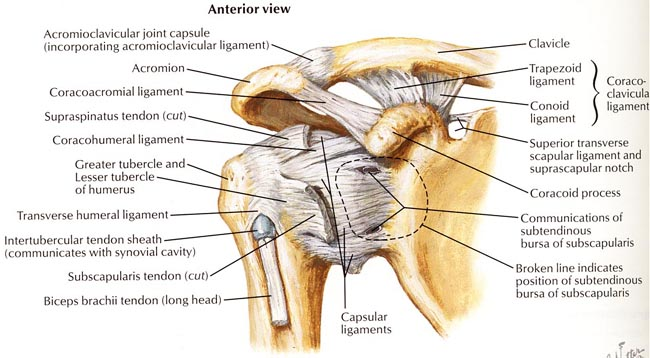 Anterior view
Acromioclavicular joint capsule
(incorporating acromioclavicular ligament)
Acromion
Coracoacromial ligament
Supraspinatus tendon (cut)
Coracohumeral ligament
Greater tubercle and
Lesser tubercle
of humerus
Transverse humeral ligament
Intertubercular tendon sheath
(communicates with synovial cavity)
Subscapularis tendon (cut)
Biceps brachii tendon (long head)
Capsular
ligaments
Clavicle
Trapezoid
ligament
Conoid
ligament
Coraco-
clavicular
ligament
Superior transverse
scapular ligament and
suprascapular notch
Coracoid process
Communications of
subtendinous
bursa of subscapularis
Broken line indicates
position of subtendinous
bursa of subscapularis